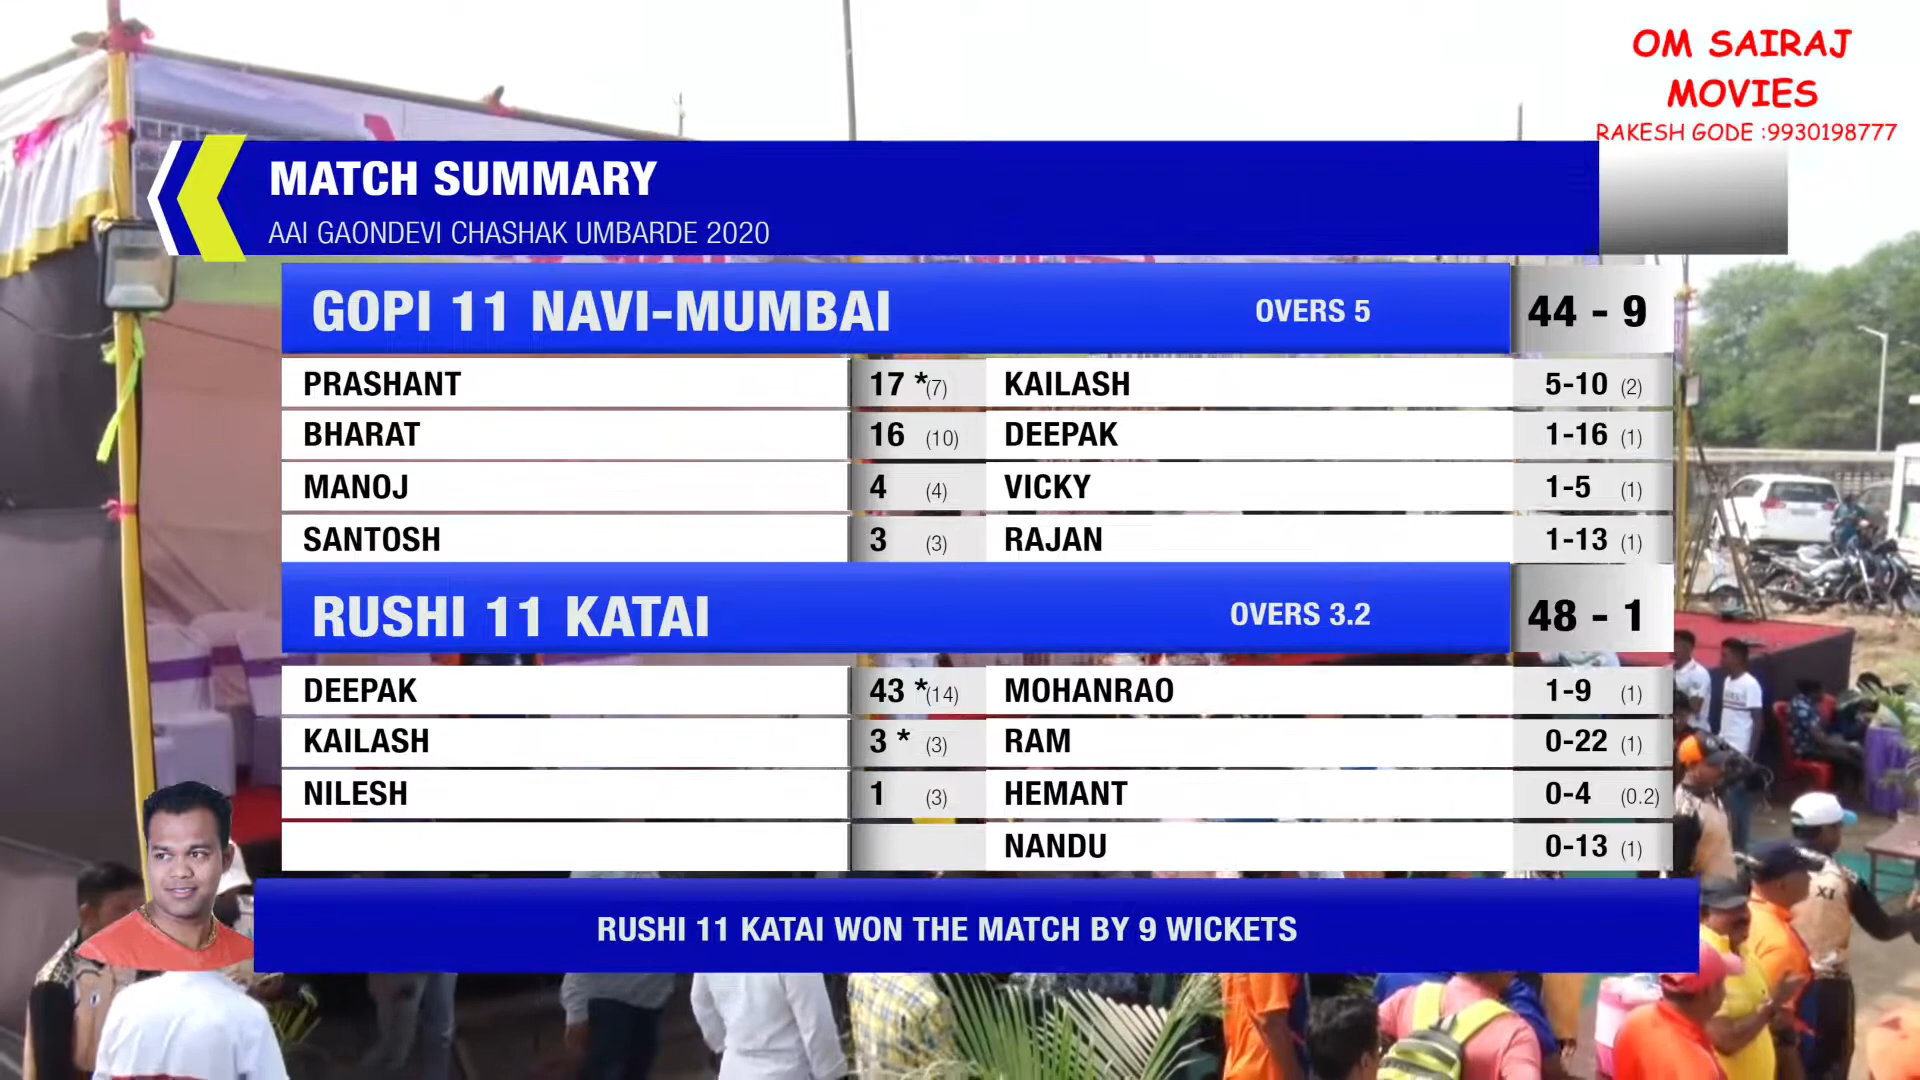 OM SAIRAJ
MOVIES
RAKESH GODE :9930198777
MATCH SUMMARY
AAI GAONDEVI CHASHAK UMBARDE 2020
GOPI 11 NAVI-MUMBAI OVERS 5 44 - 9
PRASHANT 17 *(7) KAILASH 5-10 (2)
BHARAT 16 (10) DEEPAK 1-16 (1)
MANOJ 4 (4) VICKY 1-5 (1)
SANTOSH 3 (3) RAJAN 1-13 (1)
RUSHI 11 KATAI OVERS 3.2 48 - 1
DEEPAK 43 *(14) MOHANRAO 1-9 (1)
KAILASH 3 * (3) RAM 0-22 (1)
NILESH 1 (3) HEMANT 0-4 (0.2)
NANDU 0-13 (1)
XI
RUSHI 11 KATAI WON THE MATCH BY 9 WICKETS